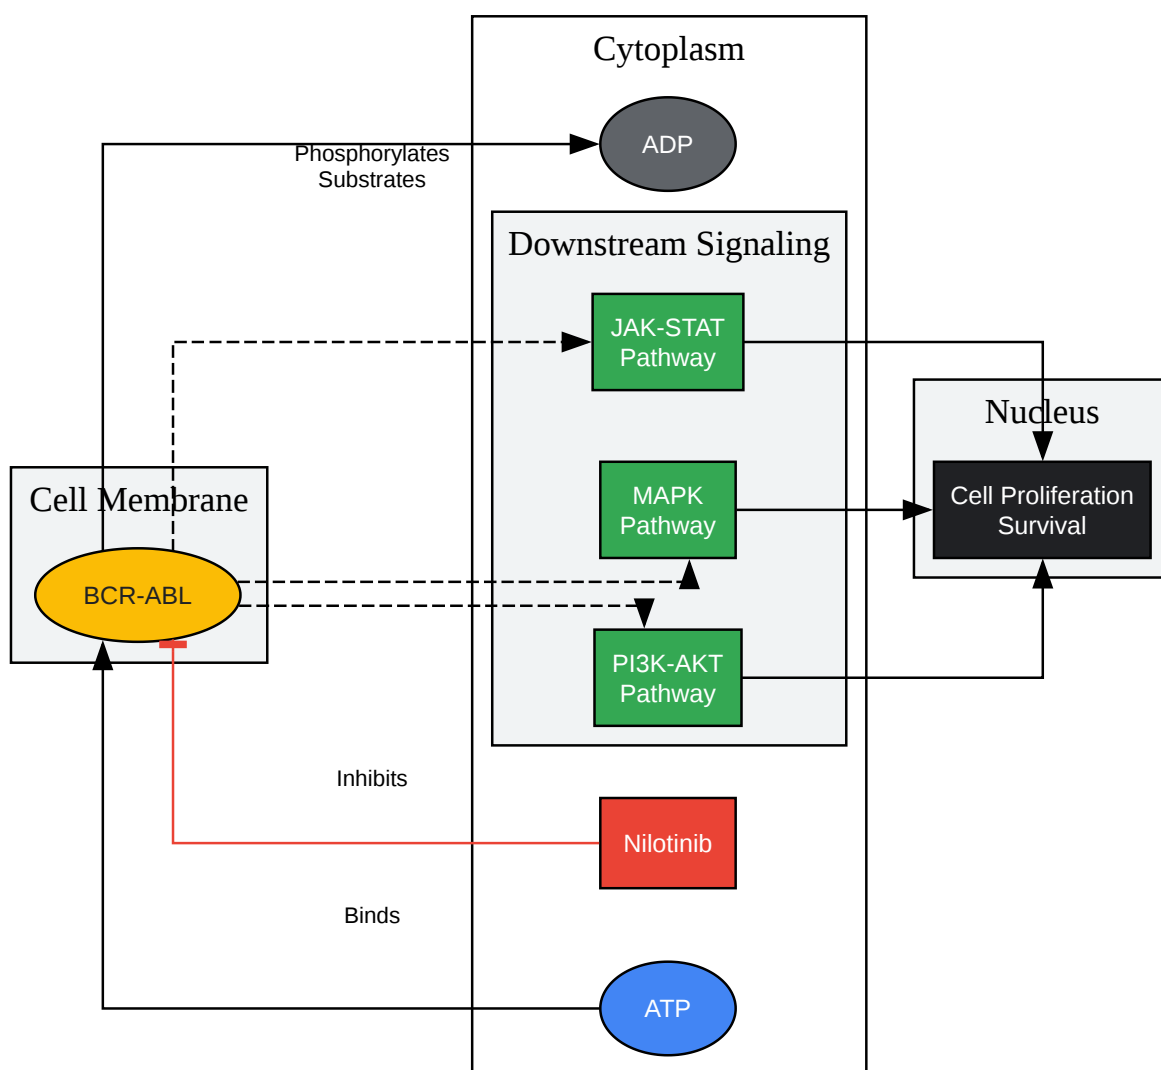 Cytoplasm
ADP
Phosphorylates
Substrates
Downstream Signaling
JAK-STAT
Pathway
Nucleus
Cell Membrane
MAPK
Pathway
Cell Proliferation
Survival
BCR-ABL
PI3K-AKT
Pathway
Inhibits
Nilotinib
Binds
ATP